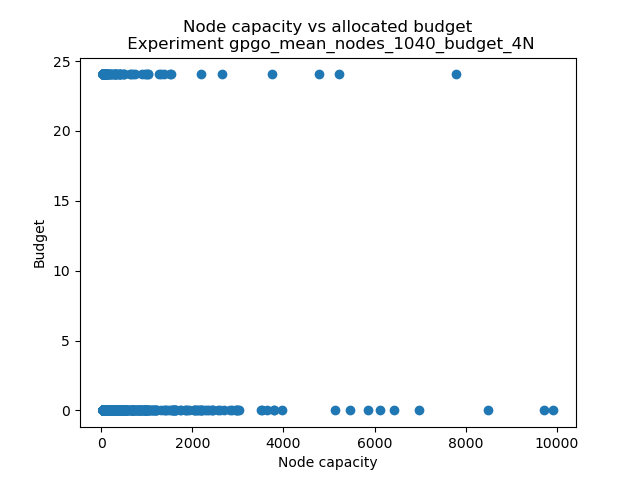 Node capacity vs allocated budget
Experiment gpgo_mean_nodes_1040_budget_4N
25
20
15
10
5
0
Budget
0 2000 4000 6000 8000 10000
Node capacity